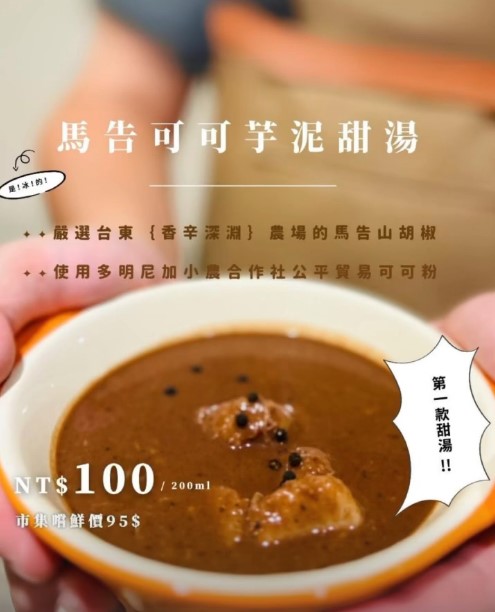 馬告可可芋泥甜湯
是！冰！的！
嚴選台東｛香辛深淵｝農場的馬告山胡椒
使用多明尼加小農合作社公平貿易可可粉
第一款甜湯！！
NT$100/ 200ml
市集嚐鮮價95$